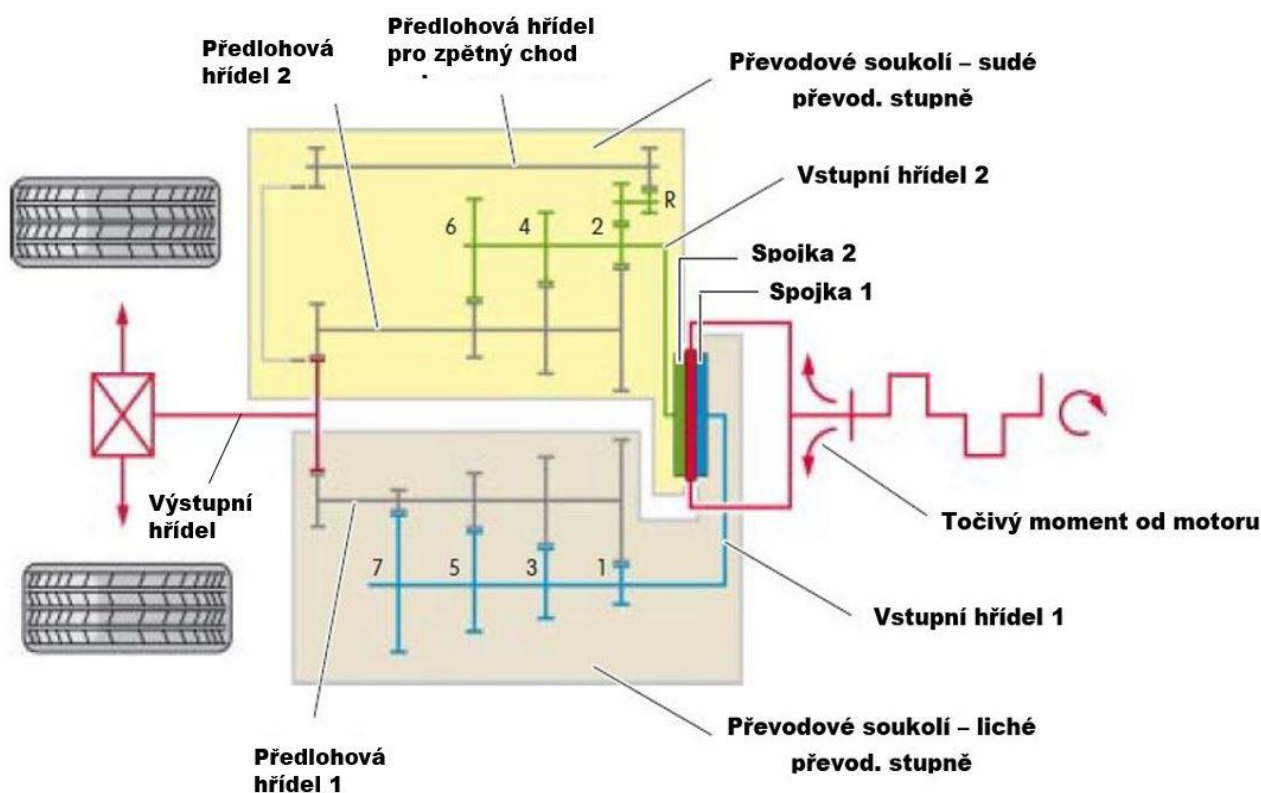 Předlohová
hřídel 2
Předlohová hřídel
pro zpětný chod
Převodové soukolí – sudé
převod. stupně
Vstupní hřídel 2
R
6
4
2
Spojka 2
Spojka 1
Výstupní
hřídel
Točivý moment od motoru
7
5
3
1
Vstupní hřídel 1
Převodové soukolí – liché
převod. stupně
Předlohová
hřídel 1